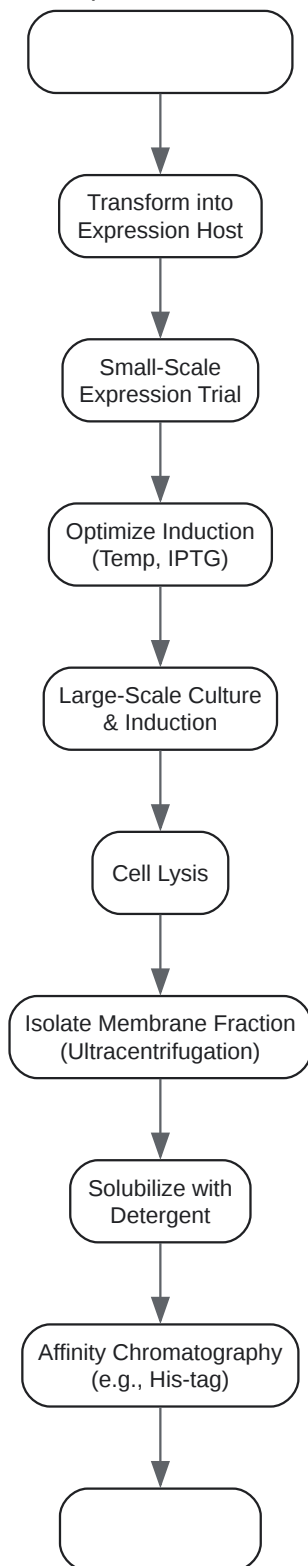 Transform into
Expression Host
Small-Scale
Expression Trial
Optimize Induction
(Temp, IPTG)
Large-Scale Culture
& Induction
Cell Lysis
Isolate Membrane Fraction
(Ultracentrifugation)
Solubilize with
Detergent
Affinity Chromatography
(e.g., His-tag)